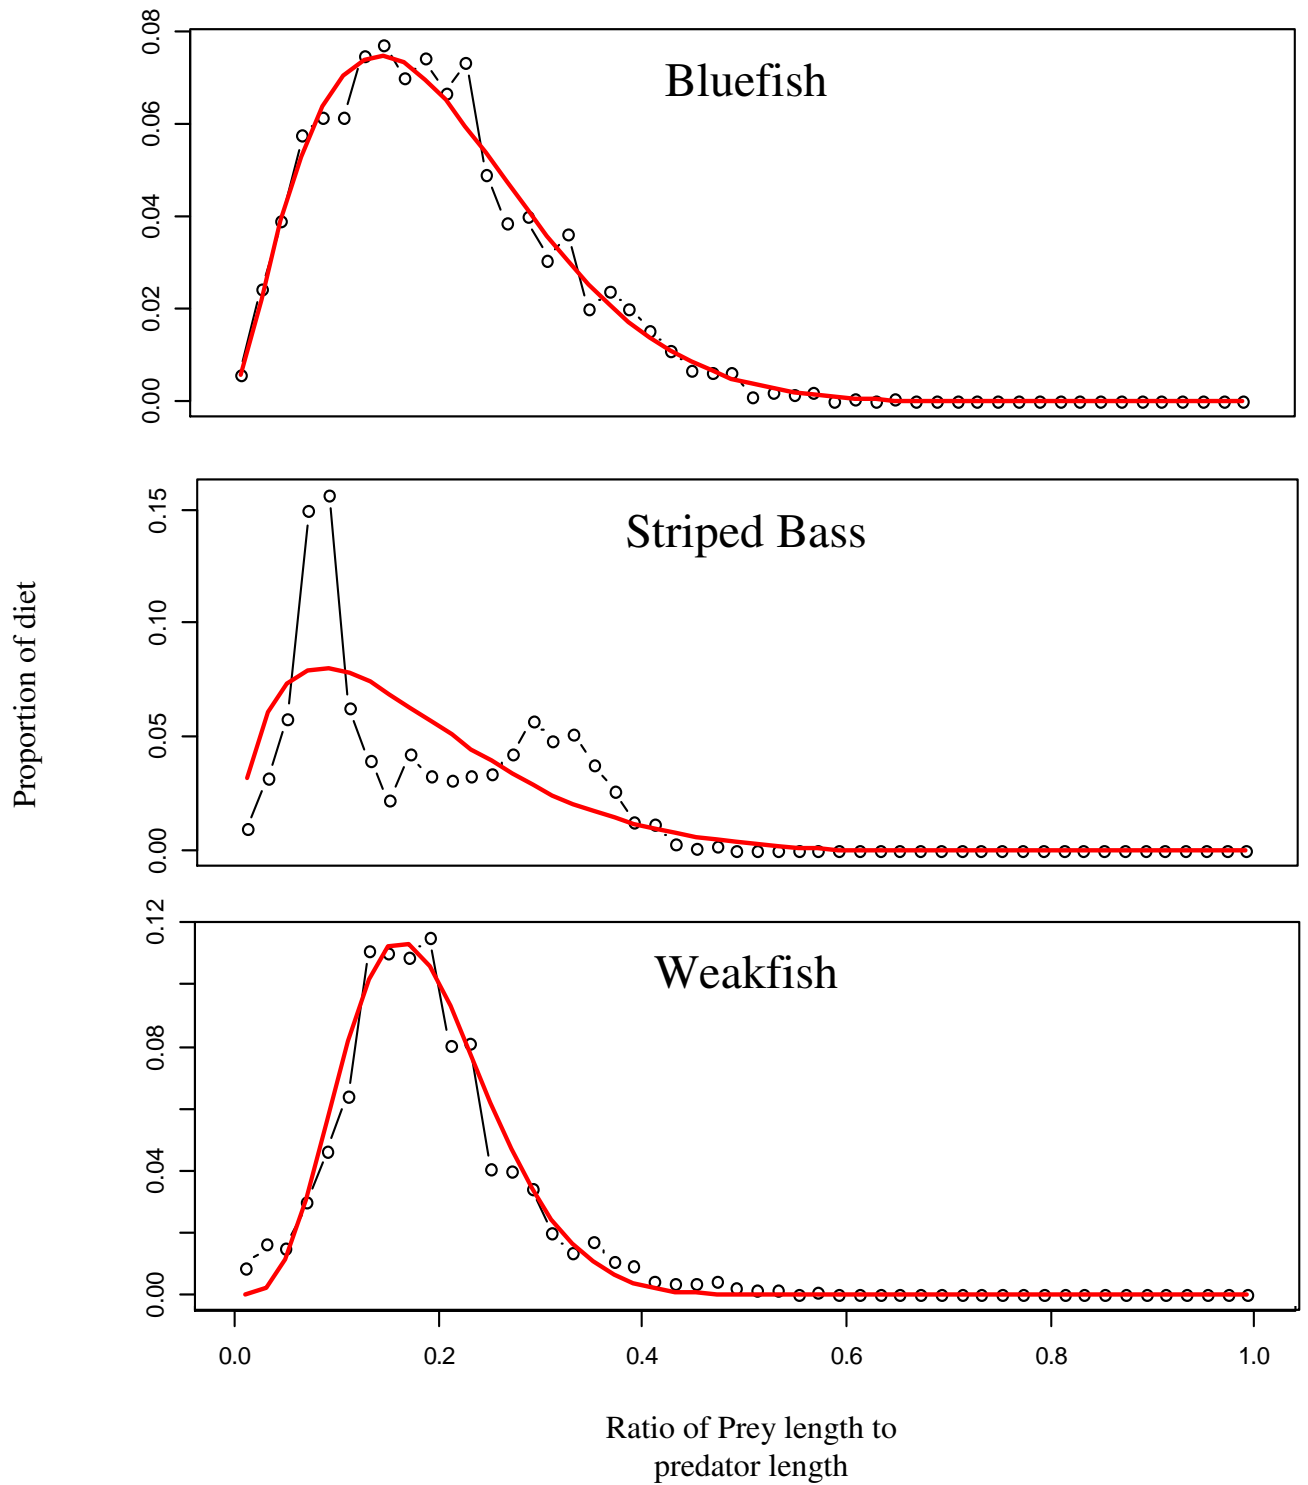 Bluefish
0.08
0.06
0.04
0.02
0.00
Striped Bass
0.15
0.10
0.05
0.00
Proportion of diet
Weakfish
0.12
0.08
0.04
0.00
0.0 0.2 0.4 0.6 0.8 1.0
Ratio of Prey length to
predator length